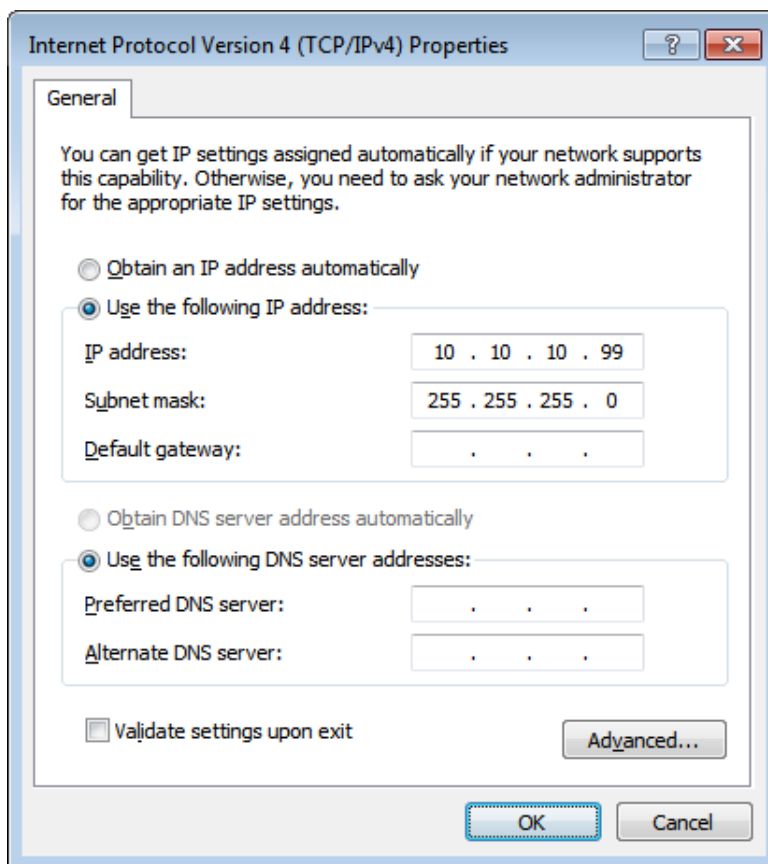 Internet Protocol Version 4 (TCP/IPv4) Properties
General
You can get IP settings assigned automatically if your network supports
this capability. Otherwise, you need to ask your network administrator
for the appropriate IP settings.
Obtain an IP address automatically
Use the following IP address:
IP address: 10 . 10 . 10 . 99
Subnet mask: 255 . 255 . 255 . 0
Default gateway: . . .
Obtain DNS server address automatically
Use the following DNS server addresses:
Preferred DNS server: . . .
Alternate DNS server: . . .
Validate settings upon exit
Advanced...
OK Cancel